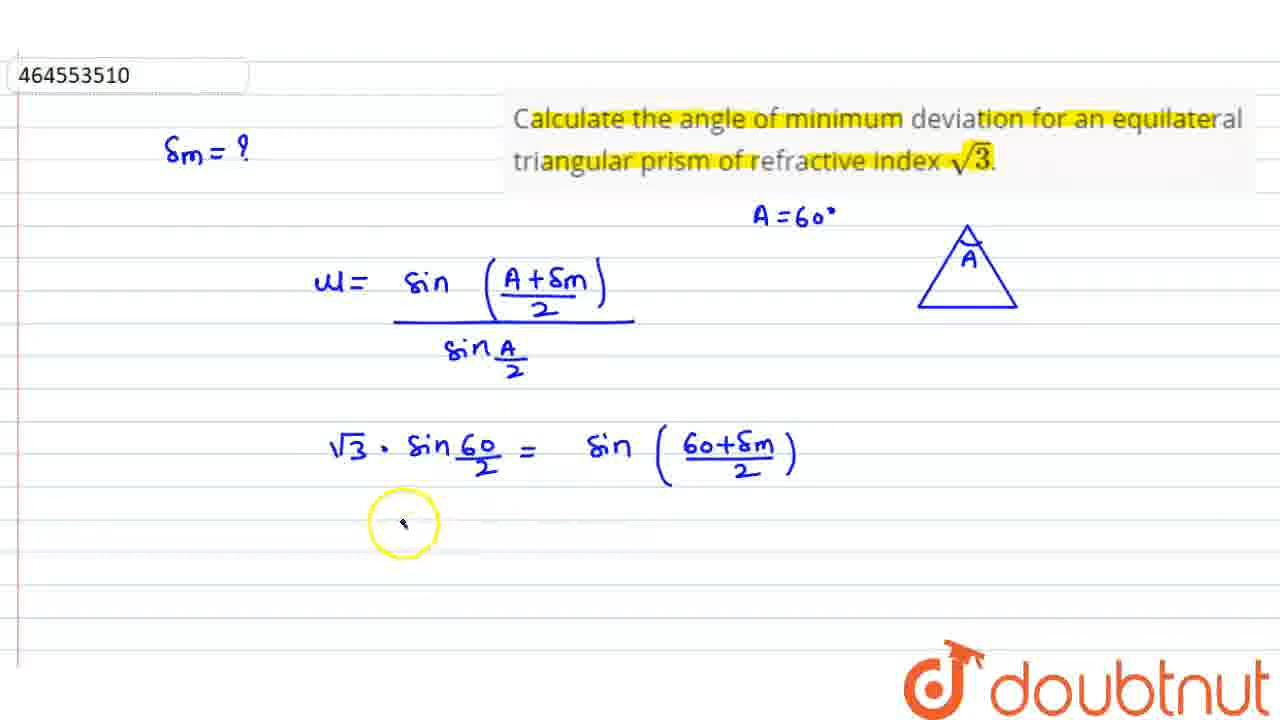 464553510
Calculate the angle of minimum deviation for an equilateral
triangular prism of refractive index √3.
δm = ?
A = 60°
A
μ = sin (A + δm / 2) / sin A/2
√3 · sin 60/2 = sin (60 + δm / 2)
doubtnut